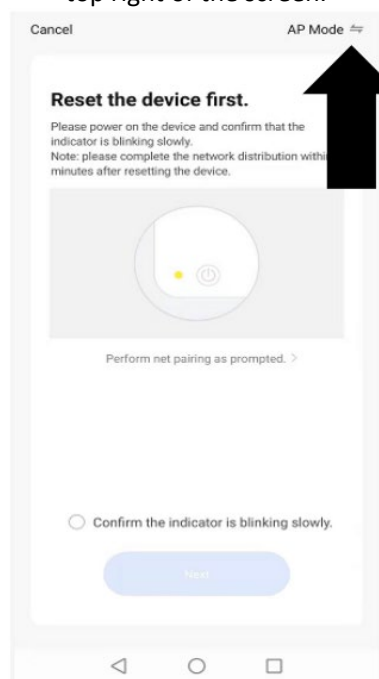 top right of the screen.
Cancel
AP Mode
Reset the device first.
Please power on the device and confirm that the
indicator is blinking slowly.
Note: please complete the network distribution within
minutes after resetting the device.
Perform net pairing as prompted. >
Confirm the indicator is blinking slowly.
Next